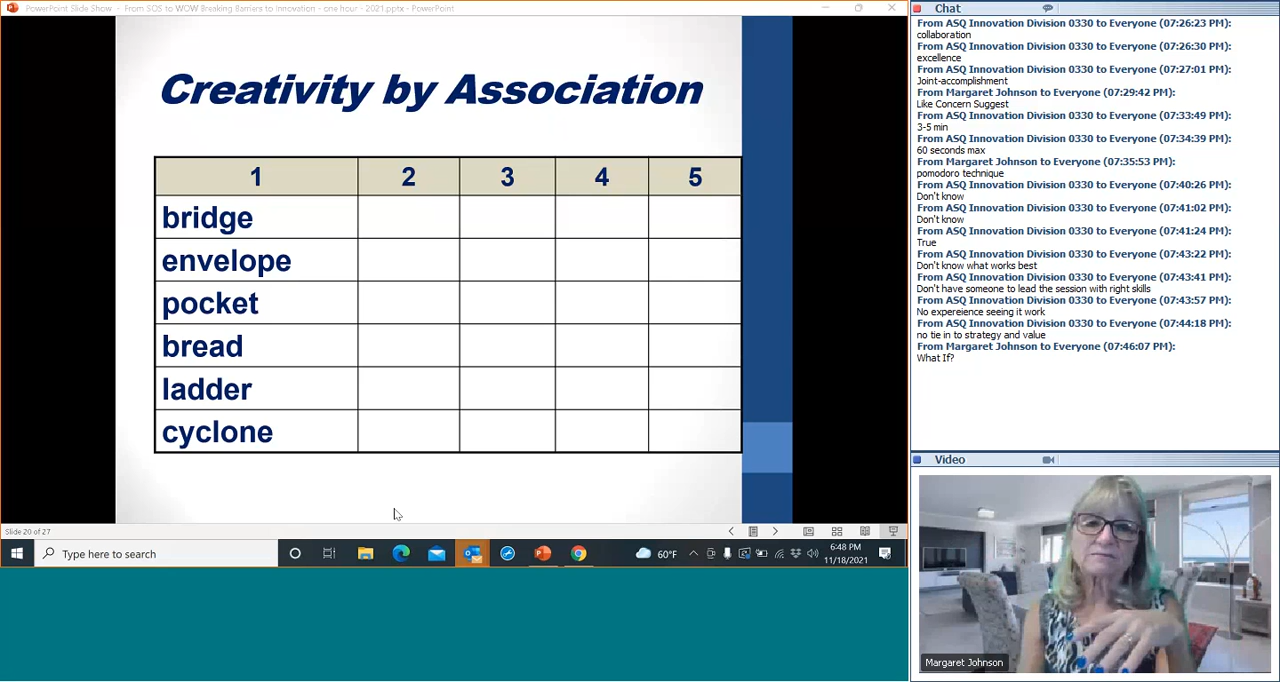 PowerPoint Slide Show - From SOS to WOW Breaking Barriers to Innovation - one hour - 2021.pptx - PowerPoint
Creativity by Association
1 2 3 4 5
bridge
envelope
pocket
bread
ladder
cyclone
Slide 20 of 27
Type here to search
60°F
6:48 PM
11/18/2021
Chat
From ASQ Innovation Division 0330 to Everyone (07:26:23 PM):
collaboration
From ASQ Innovation Division 0330 to Everyone (07:26:30 PM):
excellence
From ASQ Innovation Division 0330 to Everyone (07:27:01 PM):
Joint-accomplishment
From Margaret Johnson to Everyone (07:29:42 PM):
Like Concern Suggest
From ASQ Innovation Division 0330 to Everyone (07:33:49 PM):
3-5 min
From ASQ Innovation Division 0330 to Everyone (07:34:39 PM):
60 seconds max
From Margaret Johnson to Everyone (07:35:53 PM):
pomodoro technique
From ASQ Innovation Division 0330 to Everyone (07:40:26 PM):
Don't know
From ASQ Innovation Division 0330 to Everyone (07:41:02 PM):
Don't know
From ASQ Innovation Division 0330 to Everyone (07:41:24 PM):
True
From ASQ Innovation Division 0330 to Everyone (07:43:22 PM):
Don't know what works best
From ASQ Innovation Division 0330 to Everyone (07:43:41 PM):
Don't have someone to lead the session with right skills
From ASQ Innovation Division 0330 to Everyone (07:43:57 PM):
No expereience seeing it work
From ASQ Innovation Division 0330 to Everyone (07:44:18 PM):
no tie in to strategy and value
From Margaret Johnson to Everyone (07:46:07 PM):
What If?
Video
Margaret Johnson